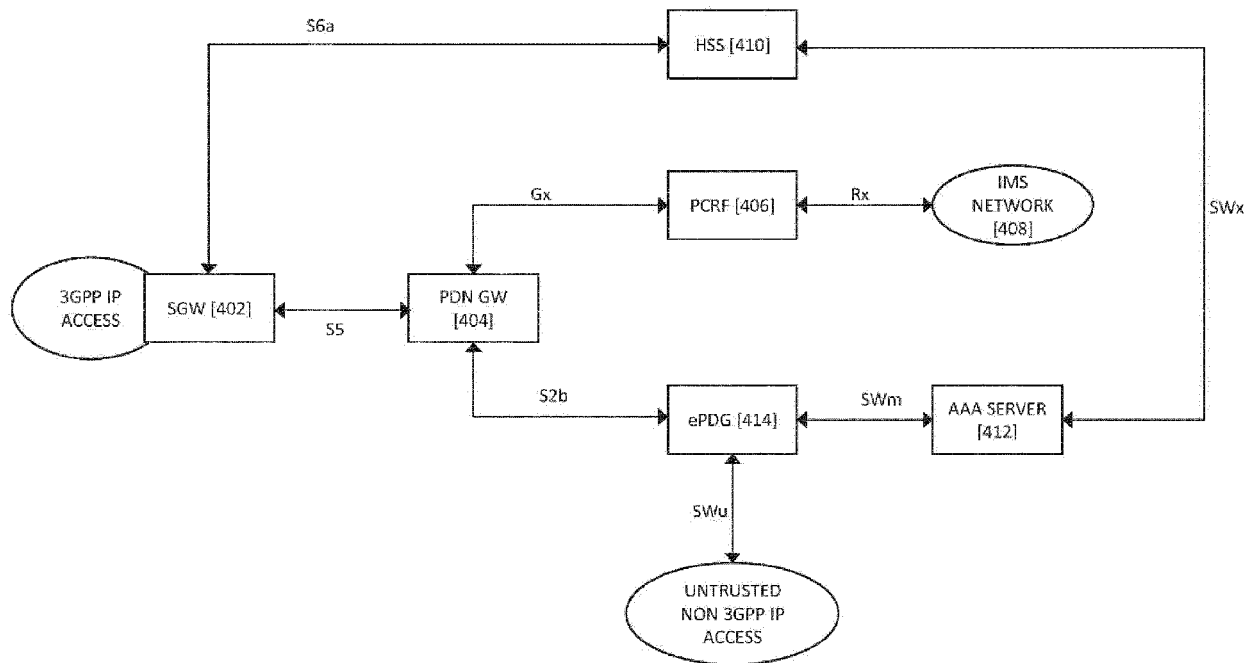 S6a
HSS [410]
Gx
PCRF [406]
Rx
IMS
NETWORK
[408]
SWx
3GPP IP
ACCESS
SGW [402]
S5
PDN GW
[404]
S2b
ePDG [414]
SWm
AAA SERVER
[412]
SWu
UNTRUSTED
NON 3GPP IP
ACCESS